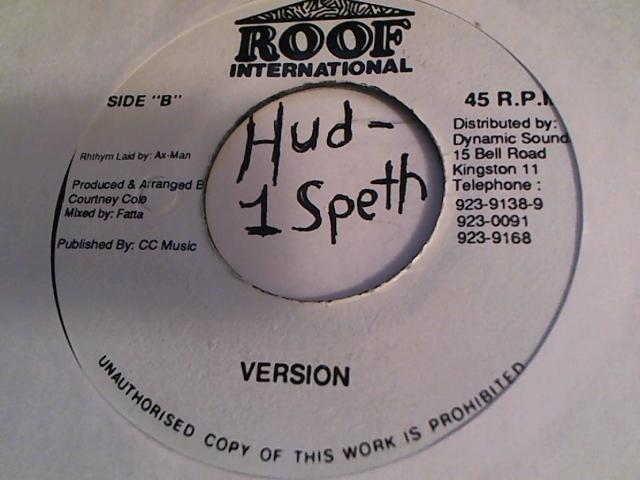 ROOF
INTERNATIONAL
SIDE "B"
45 R.P.M
Rhthym Laid by: Ax-Man
Produced & Arranged B
Courtney Cole
Mixed by: Fatta
Published By: CC Music
Hud-
1 Speth
Distributed by:
Dynamic Sound
15 Bell Road
Kingston 11
Telephone :
923-9138-9
923-0091
923-9168
VERSION
UNAUTHORISED COPY OF THIS WORK IS PROHIBITED